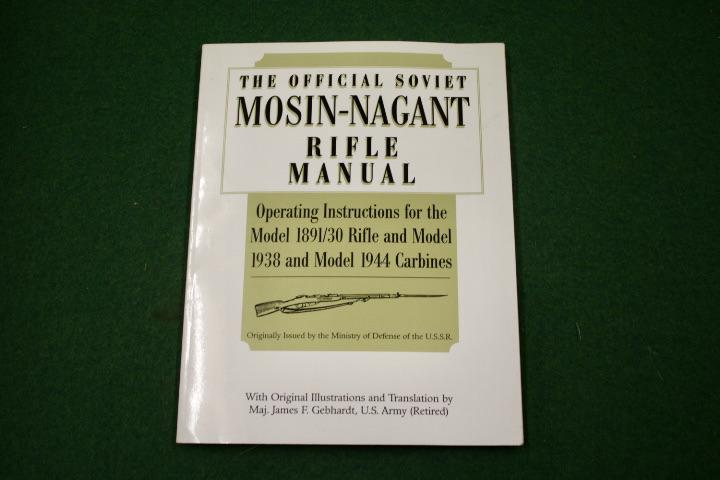 THE OFFICIAL SOVIET
MOSIN-NAGANT
RIFLE
MANUAL
Operating Instructions for the
Model 1891/30 Rifle and Model
1938 and Model 1944 Carbines
Originally Issued by the Ministry of Defense of the U.S.S.R.
With Original Illustrations and Translation by
Maj. James F. Gebhardt, U.S. Army (Retired)